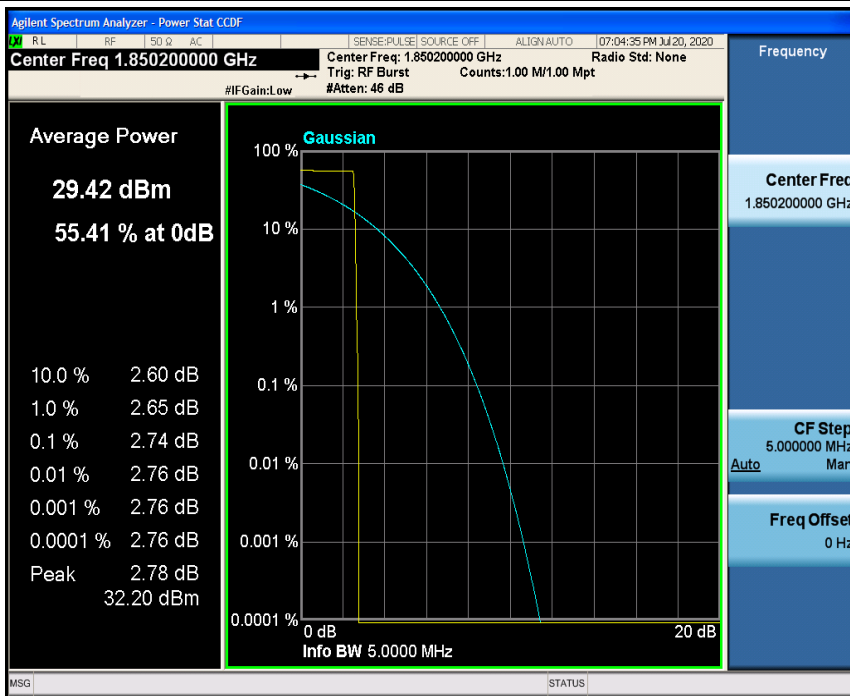 Agilent Spectrum Analyzer - Power Stat CCDF
LXI RL RF 50 Ω AC SENSE:PULSE SOURCE OFF ALIGN AUTO 07:04:35 PM Jul 20, 2020
Center Freq 1.850200000 GHz
Center Freq: 1.850200000 GHz Radio Std: None
Trig: RF Burst Counts:1.00 M/1.00 Mpt
#IFGain:Low #Atten: 46 dB
Frequency
Average Power
29.42 dBm
55.41 % at 0dB
10.0 % 2.60 dB
1.0 % 2.65 dB
0.1 % 2.74 dB
0.01 % 2.76 dB
0.001 % 2.76 dB
0.0001 % 2.76 dB
Peak 2.78 dB
32.20 dBm
Gaussian
100 %
10 %
1 %
0.1 %
0.01 %
0.001 %
0.0001 %
0 dB 20 dB
Info BW 5.0000 MHz
Center Freq
1.850200000 GHz
CF Step
5.000000 MHz
Auto Man
Freq Offset
0 Hz
MSG STATUS